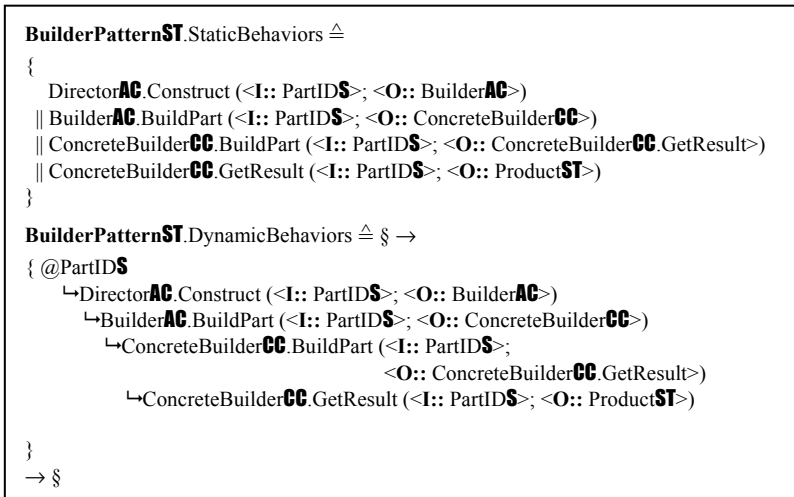 BuilderPatternST.StaticBehaviors ≙
{
DirectorAC.Construct (<I:: PartIDS>; <O:: BuilderAC>)
|| BuilderAC.BuildPart (<I:: PartIDS>; <O:: ConcreteBuilderCC>)
|| ConcreteBuilderCC.BuildPart (<I:: PartIDS>; <O:: ConcreteBuilderCC.GetResult>)
|| ConcreteBuilderCC.GetResult (<I:: PartIDS>; <O:: ProductST>)
}
BuilderPatternST.DynamicBehaviors ≙ § →
{ @PartIDS
↳DirectorAC.Construct (<I:: PartIDS>; <O:: BuilderAC>)
↳BuilderAC.BuildPart (<I:: PartIDS>; <O:: ConcreteBuilderCC>)
↳ConcreteBuilderCC.BuildPart (<I:: PartIDS>;
<O:: ConcreteBuilderCC.GetResult>)
↳ConcreteBuilderCC.GetResult (<I:: PartIDS>; <O:: ProductST>)
}
→ §